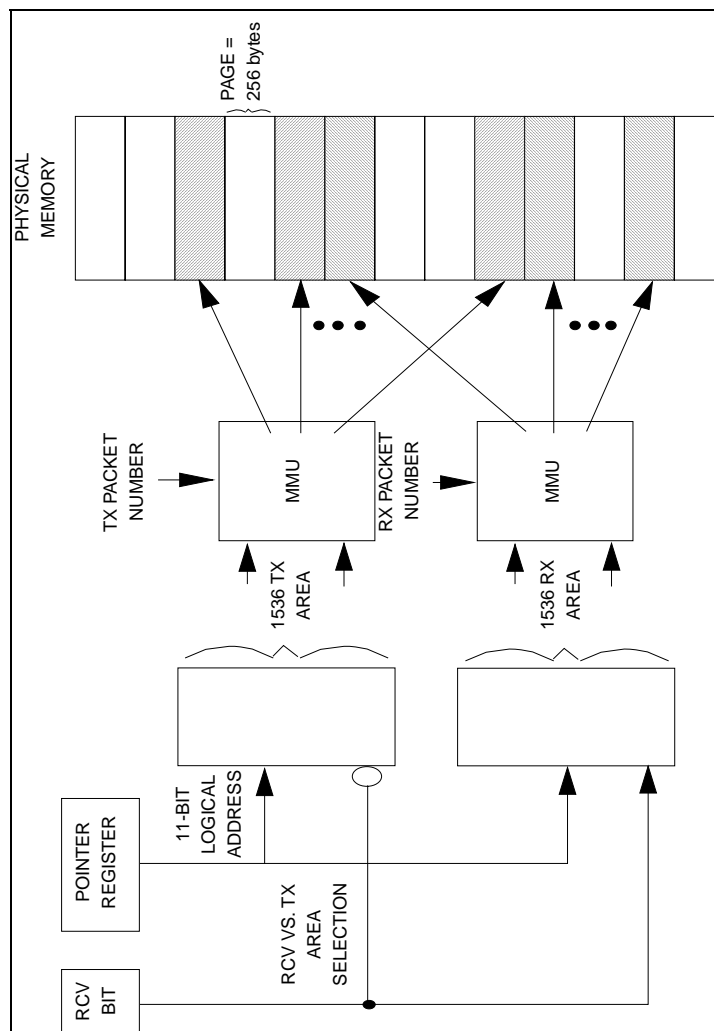 PHYSICAL
MEMORY
PAGE =
256 bytes
TX PACKET
NUMBER
MMU
RX PACKET
NUMBER
MMU
1536 TX
AREA
1536 RX
AREA
11-BIT
LOGICAL
ADDRESS
RCV VS. TX
AREA
SELECTION
POINTER
REGISTER
RCV
BIT